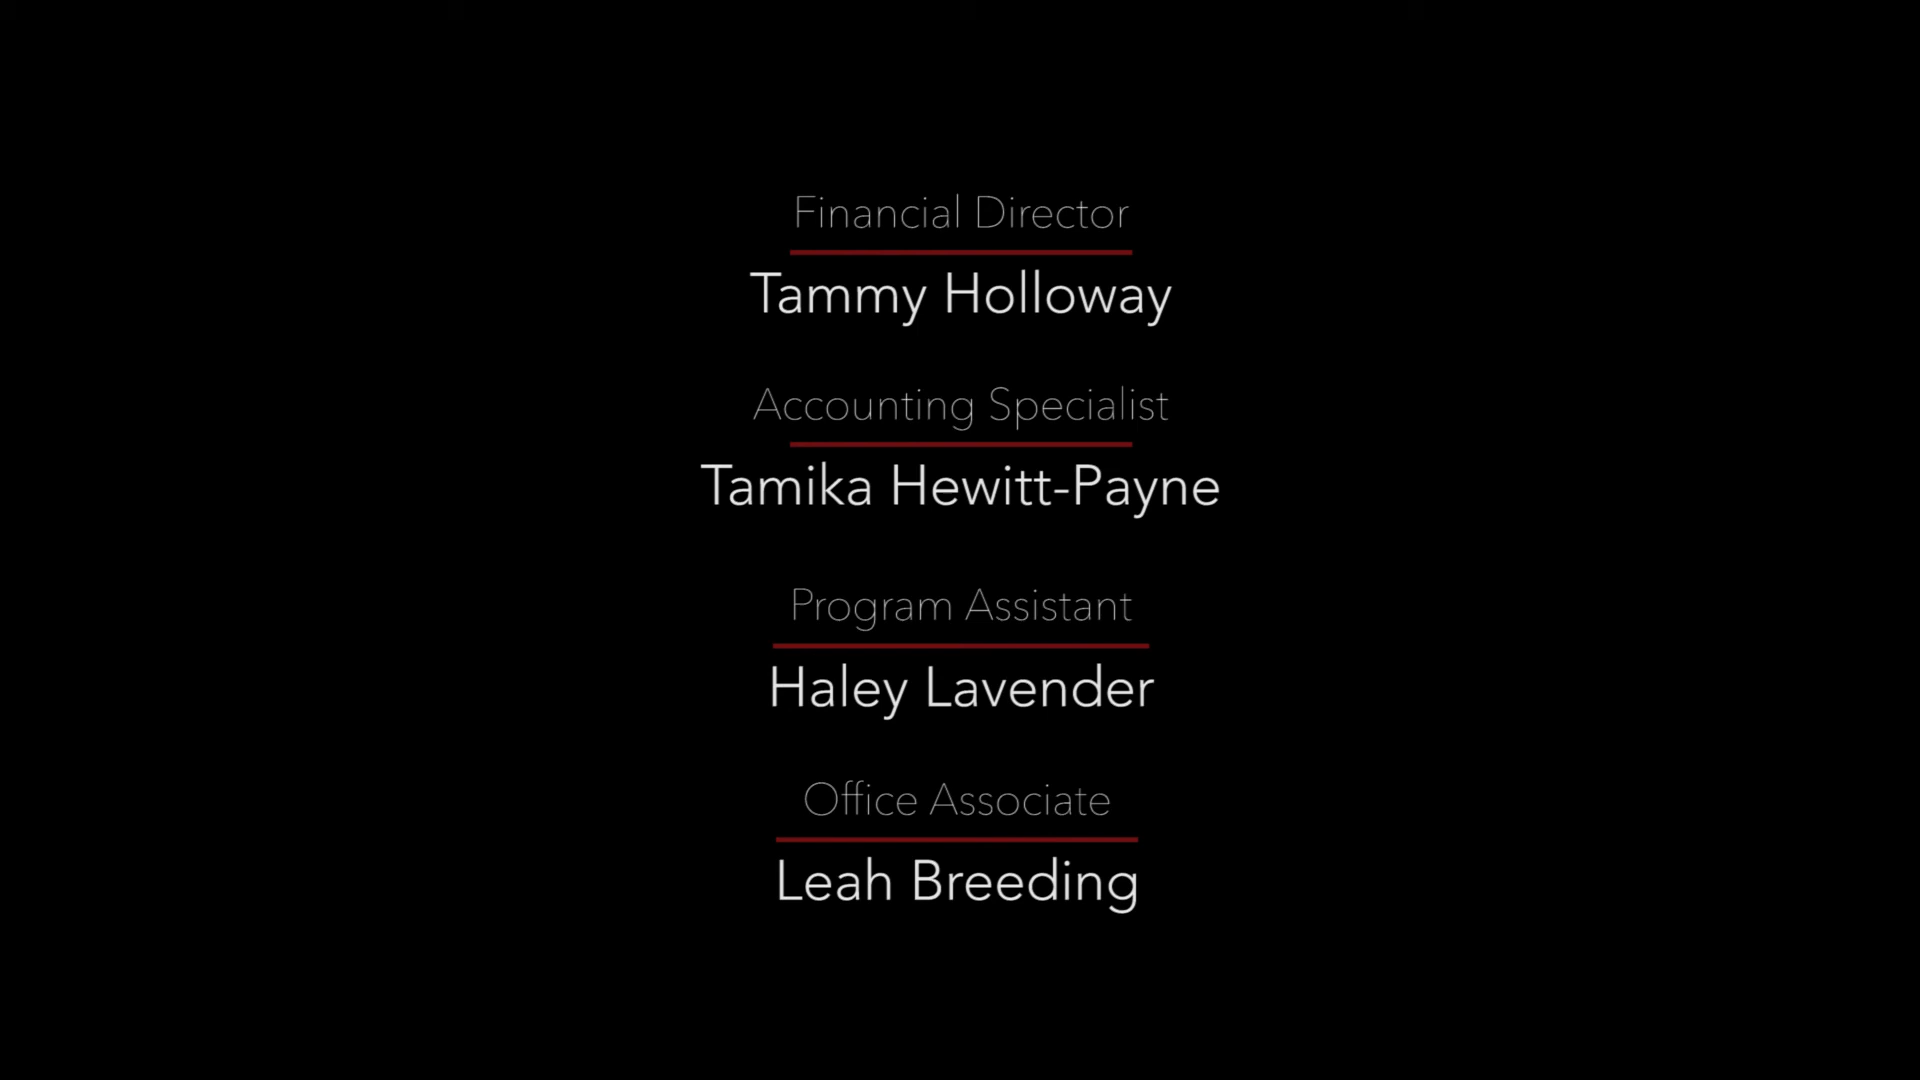 Financial Director
Tammy Holloway
Accounting Specialist
Tamika Hewitt-Payne
Program Assistant
Haley Lavender
Office Associate
Leah Breeding